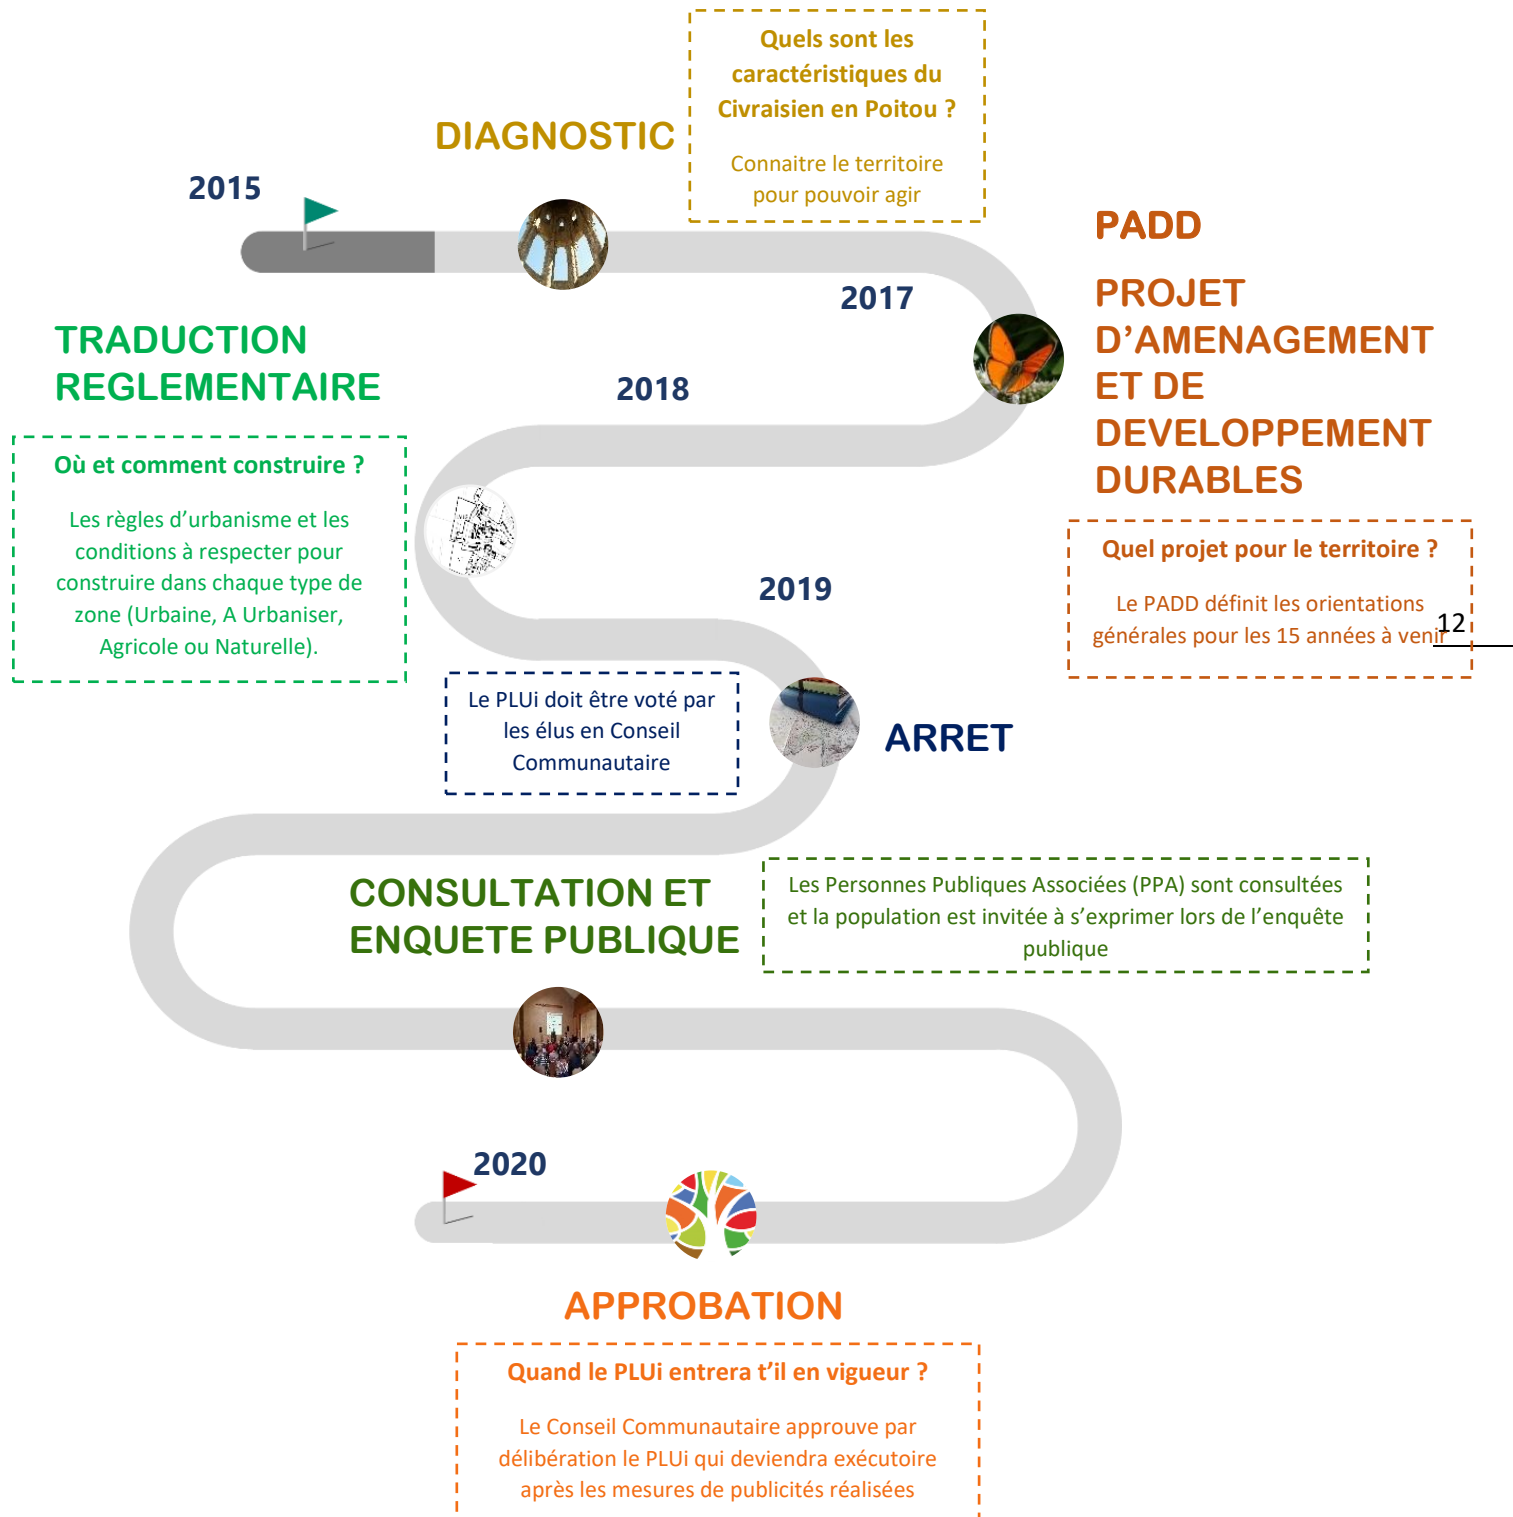 Quels sont les
caractéristiques du
Civraisien en Poitou ?
Connaitre le territoire
pour pouvoir agir
DIAGNOSTIC
2015
PADD
PROJET
D’AMENAGEMENT
ET DE
DEVELOPPEMENT
DURABLES
2017
TRADUCTION
REGLEMENTAIRE
2018
Où et comment construire ?
Les règles d’urbanisme et les
conditions à respecter pour
construire dans chaque type de
zone (Urbaine, A Urbaniser,
Agricole ou Naturelle).
Quel projet pour le territoire ?
Le PADD définit les orientations
générales pour les 15 années à venir
12
2019
Le PLUi doit être voté par
les élus en Conseil
Communautaire
ARRET
CONSULTATION ET
ENQUETE PUBLIQUE
Les Personnes Publiques Associées (PPA) sont consultées
et la population est invitée à s’exprimer lors de l’enquête
publique
2020
APPROBATION
Quand le PLUi entrera t’il en vigueur ?
Le Conseil Communautaire approuve par
délibération le PLUi qui deviendra exécutoire
après les mesures de publicités réalisées